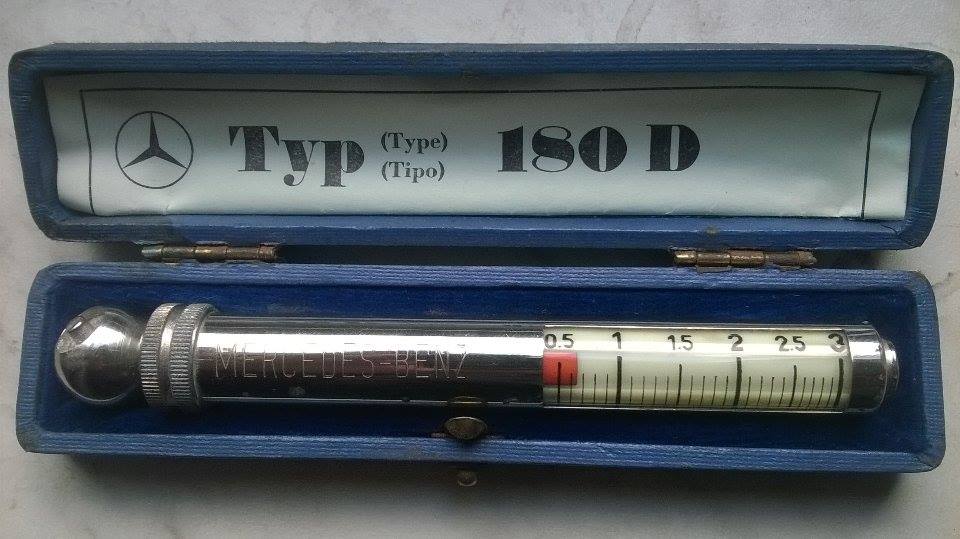 Typ (Type) 180 D
(Tipo)
MERCEDES-BENZ
0.5 1 1.5 2 2.5 3